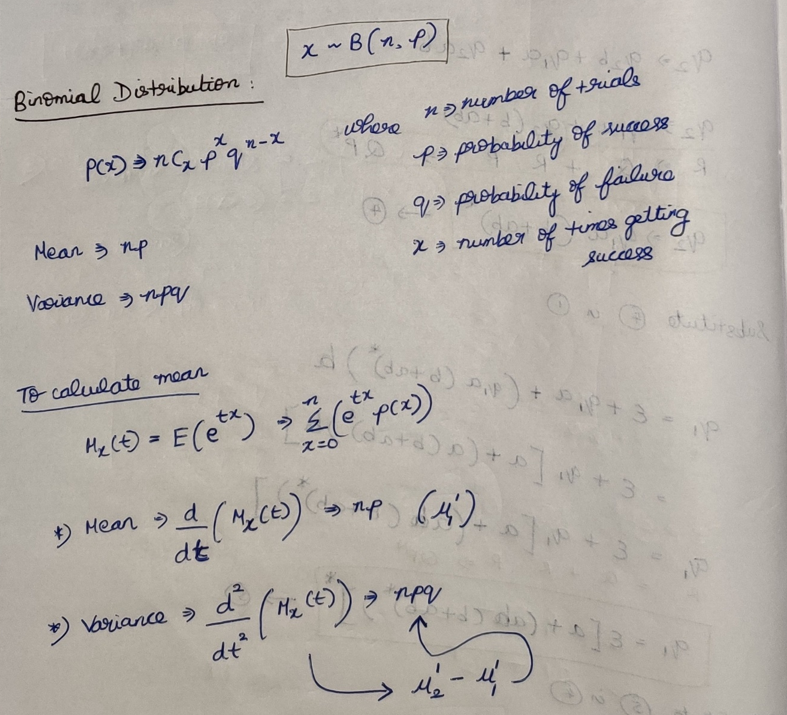 x ~ B(n, p)
Binomial Distribution :
P(x) ⇒ nCx p^x q^(n-x)
where n ⇒ number of trials
p ⇒ probability of success
q ⇒ probability of failure
x ⇒ number of times getting
success
Mean ⇒ np
Variance ⇒ npq
To calculate mean
Mx(t) = E(e^(tx)) ⇒ Σ_(x=0)^n (e^(tx) p(x))
*) Mean ⇒ d/dt (Mx(t)) ⇒ np (μ₁')
*) Variance ⇒ d²/dt² (Mx(t)) ⇒ npq
μ₂' - μ₁'